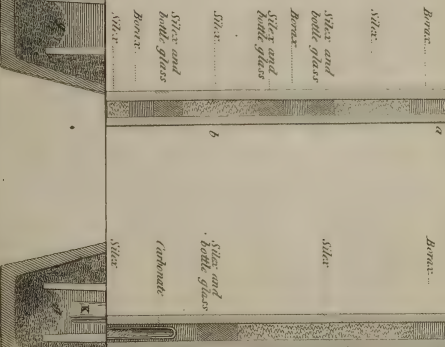 Borax
Silex
Silex and
bottle glass
Borax
Silex and
bottle glass
Silex
Silex and
bottle glass
Borax
Silex
a
b
Borax
Silex
Silex and
bottle glass
Carbonate
Silex
K